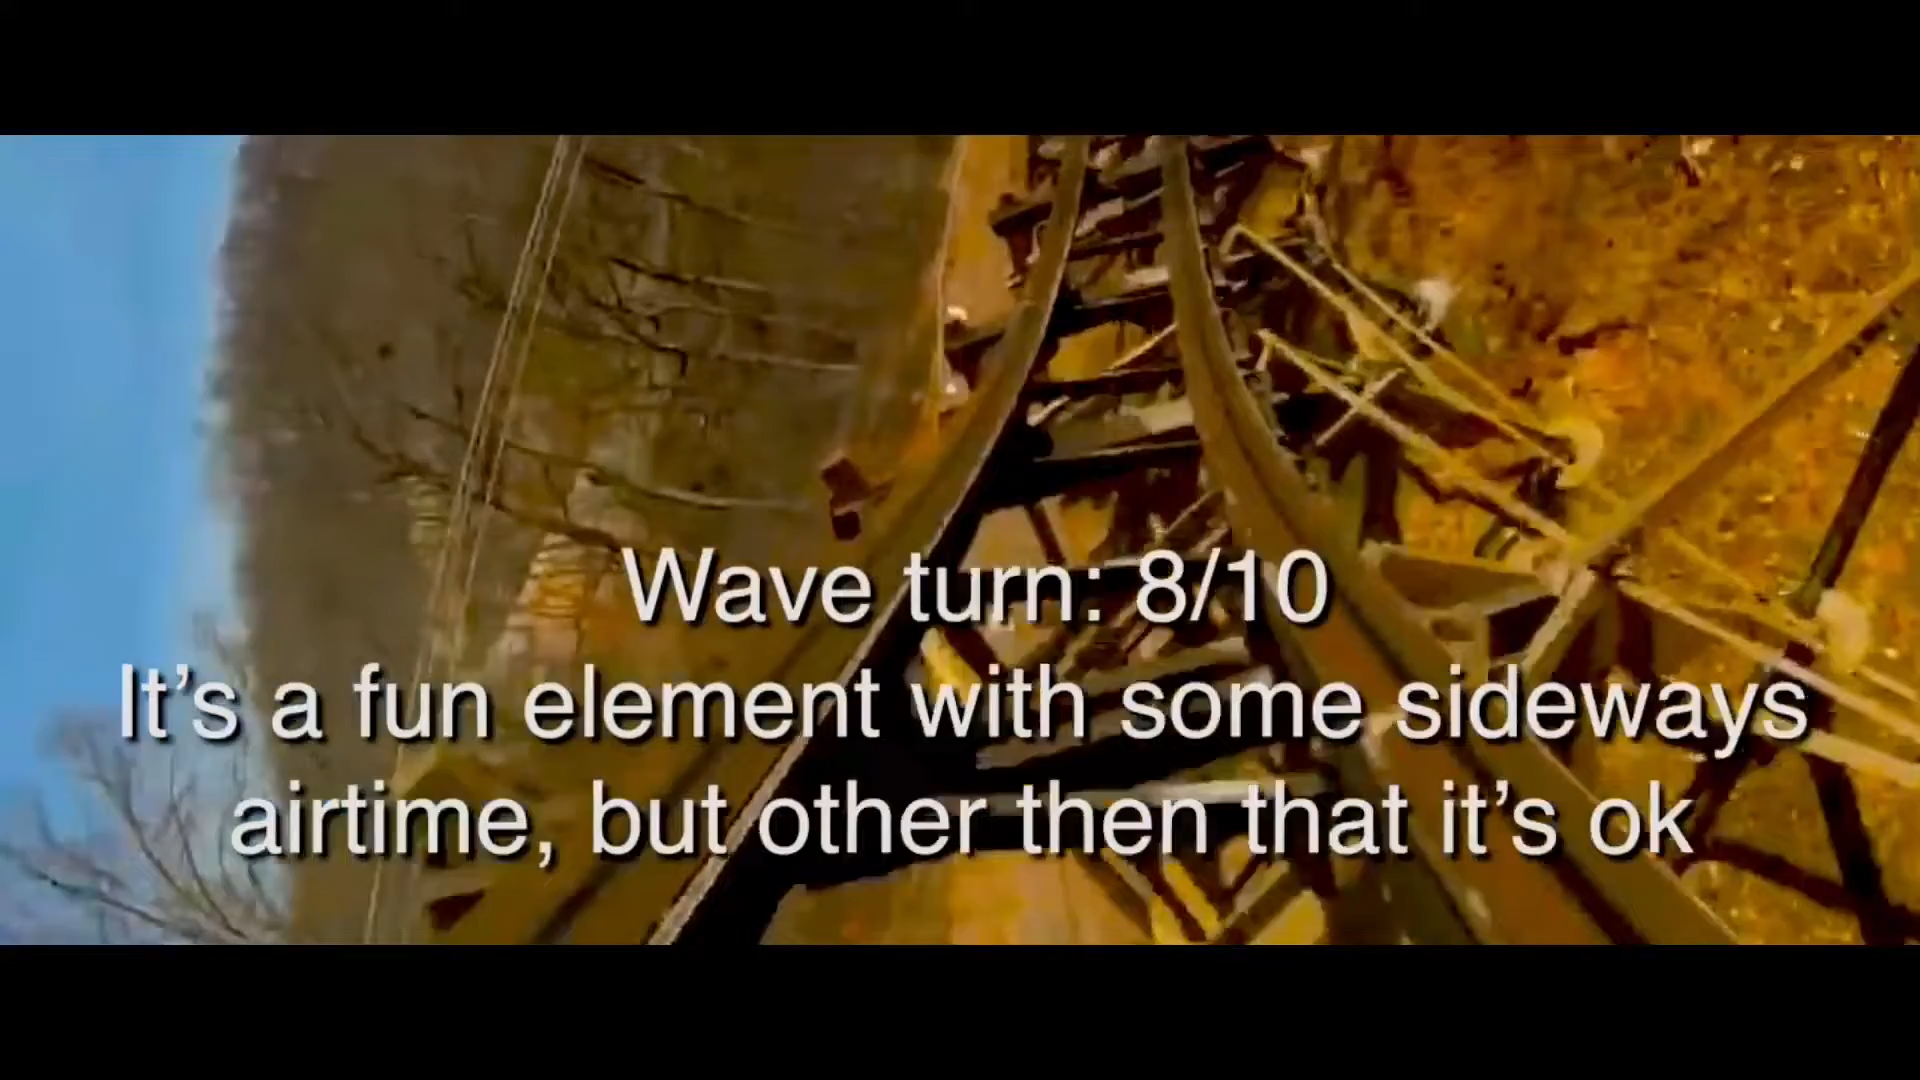 Wave turn: 8/10
It’s a fun element with some sideways
airtime, but other then that it’s ok